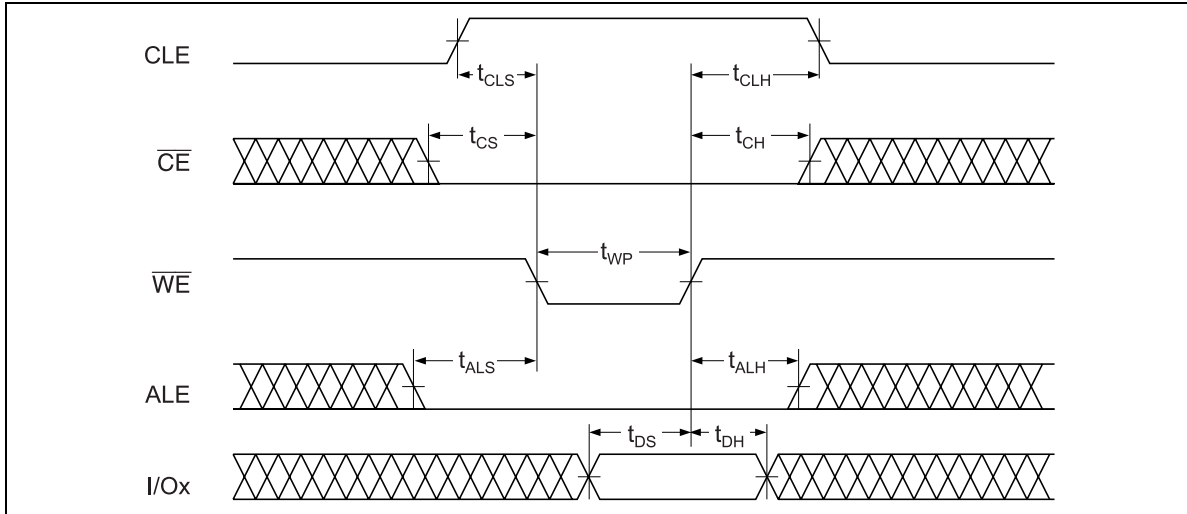 CLE
tCLS
tCLH
CE
tCS
tCH
tWP
WE
tALS
tALH
ALE
tDS
tDH
I/Ox